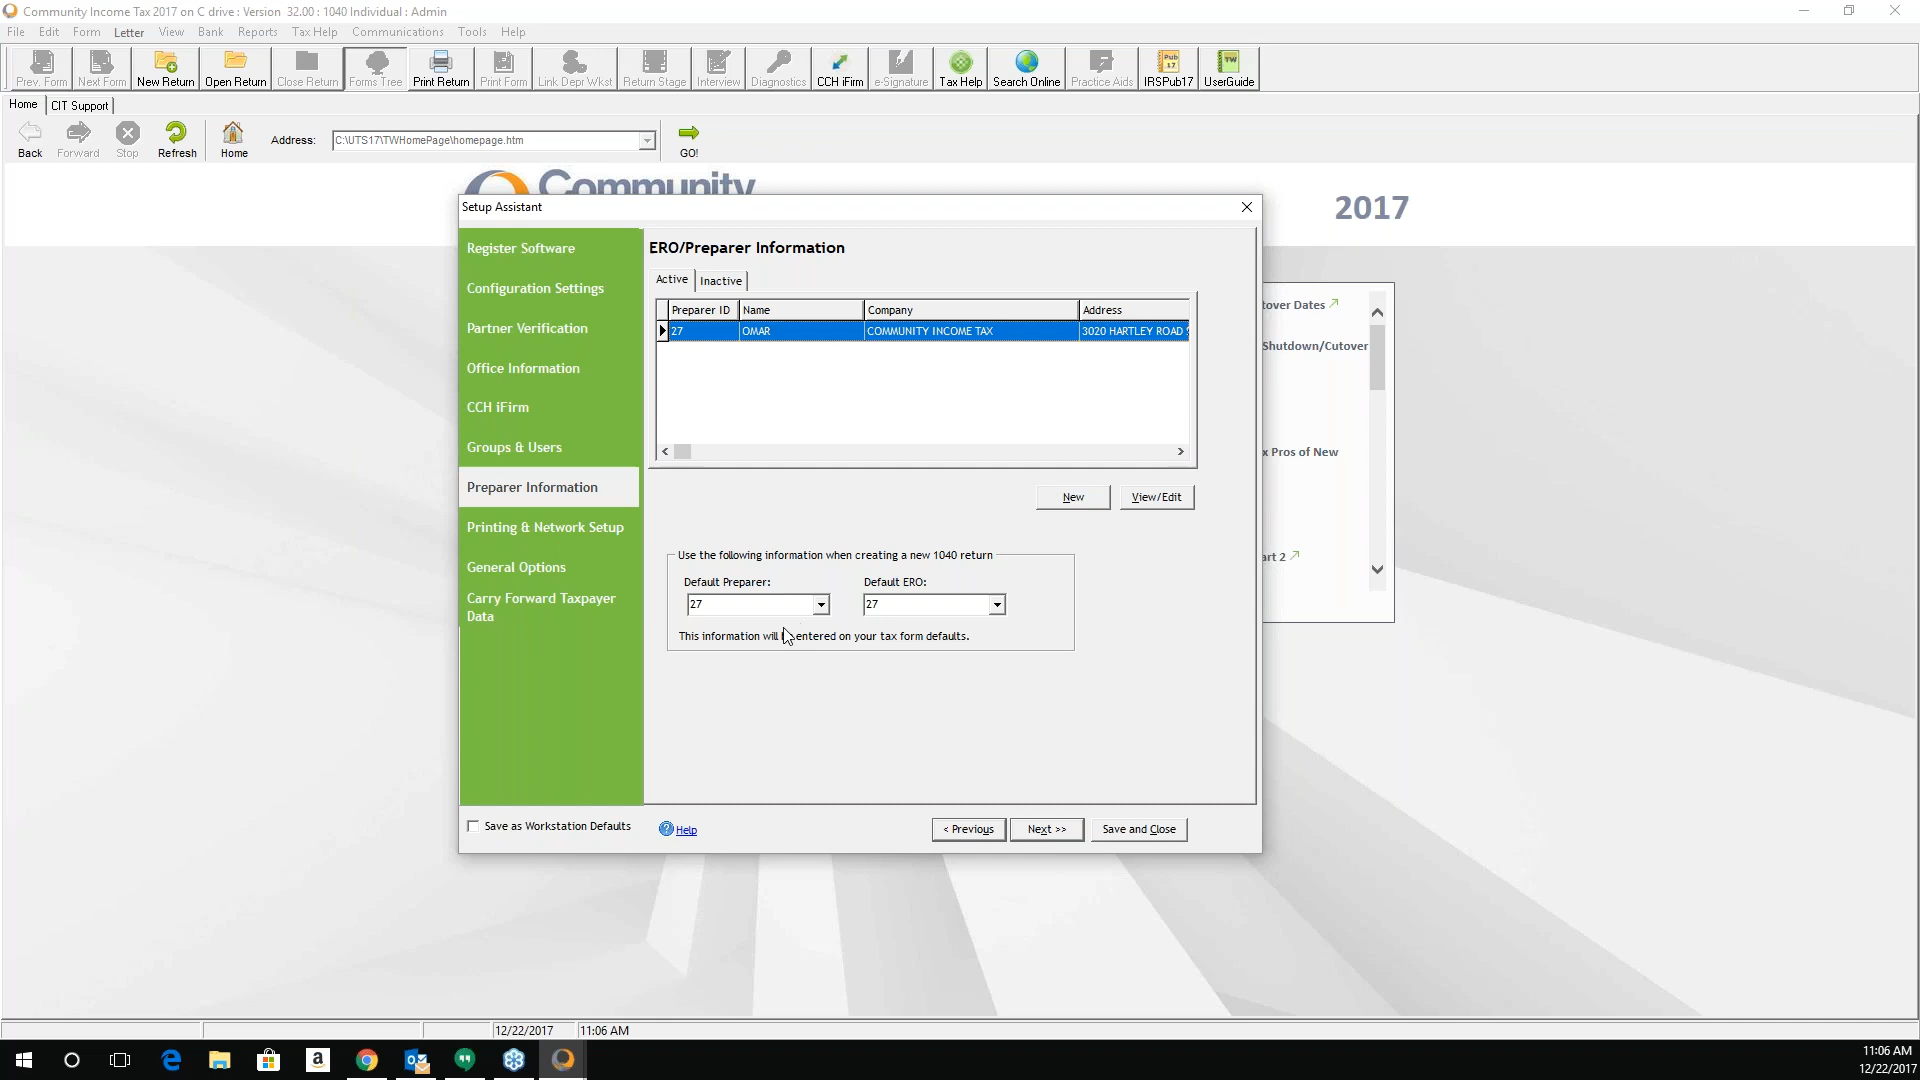 Community Income Tax 2017 on C drive : Version 32.00 : 1040 Individual : Admin
File Edit Form Letter View Bank Reports Tax Help Communications Tools Help
Prev. Form Next Form New Return Open Return Close Return Forms Tree Print Return Print Form Link Depr Wkst Return Stage Interview Diagnostics CCH iFirm e-Signature Tax Help Search Online Practice Aids IRSPub17 UserGuide
Home CIT Support
Address: C:\UTS17\TWHomePage\homepage.htm
Back Forward Stop Refresh Home GO!
Community
2017
Setup Assistant
Register Software
Configuration Settings
Partner Verification
Office Information
CCH iFirm
Groups & Users
Preparer Information
Printing & Network Setup
General Options
Carry Forward Taxpayer
Data
ERO/Preparer Information
Active Inactive
Preparer ID Name Company Address
27 OMAR COMMUNITY INCOME TAX 3020 HARTLEY ROAD
New View/Edit
Use the following information when creating a new 1040 return
Default Preparer: Default ERO:
27 27
This information will entered on your tax form defaults.
Save as Workstation Defaults Help < Previous Next >> Save and Close
tover Dates
Shutdown/Cutover
x Pros of New
art 2
12/22/2017 11:06 AM
11:06 AM
12/22/2017